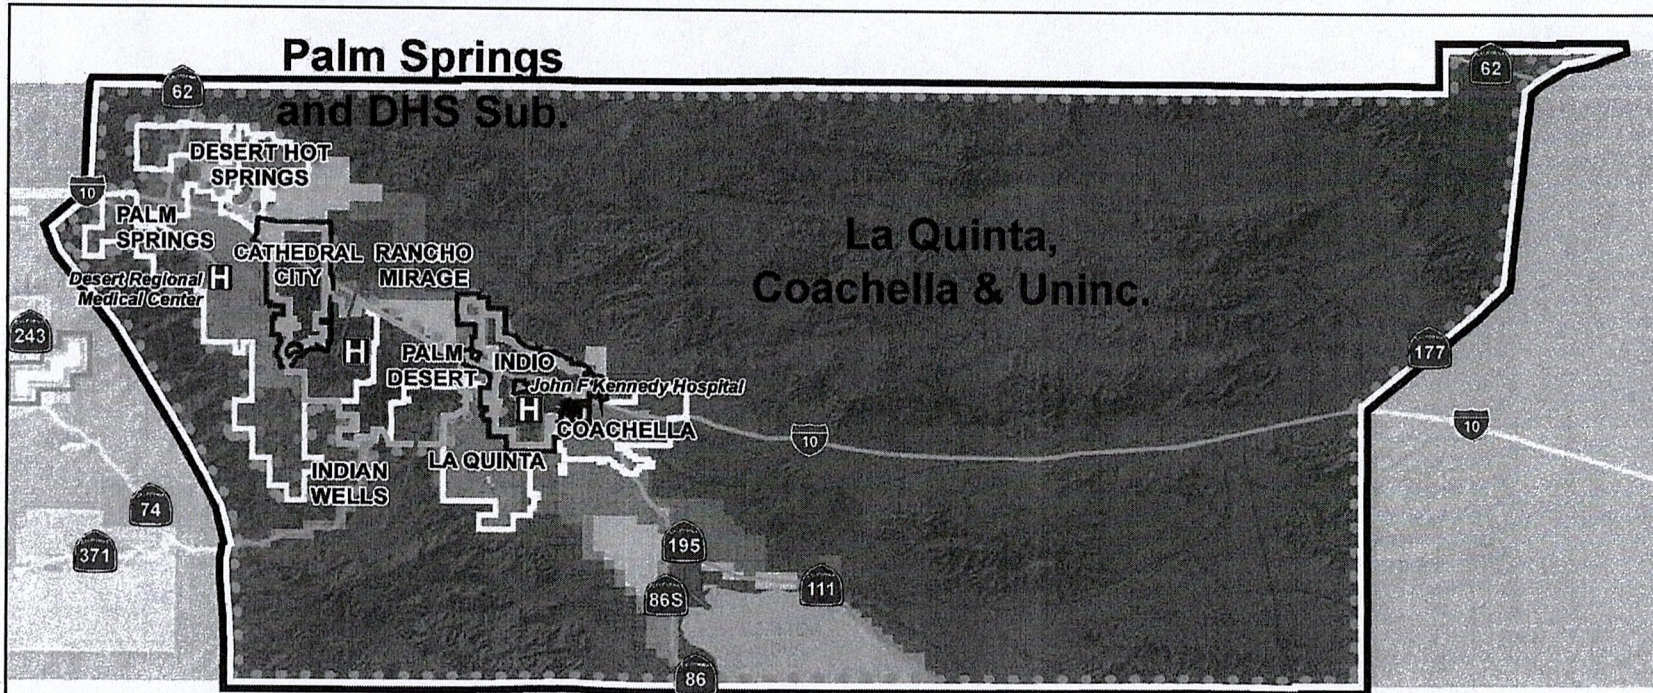 Palm Springs
and DHS Sub.
62
62
DESERT HOT
SPRINGS
10
PALM
SPRINGS
CATHEDRAL
CITY
RANCHO
MIRAGE
La Quinta,
Coachella & Uninc.
Desert Regional
Medical Center
H
243
H
PALM
DESERT
INDIO
177
John F Kennedy Hospital
H
COACHELLA
10
10
LA QUINTA
INDIAN
WELLS
74
371
195
86S
111
86